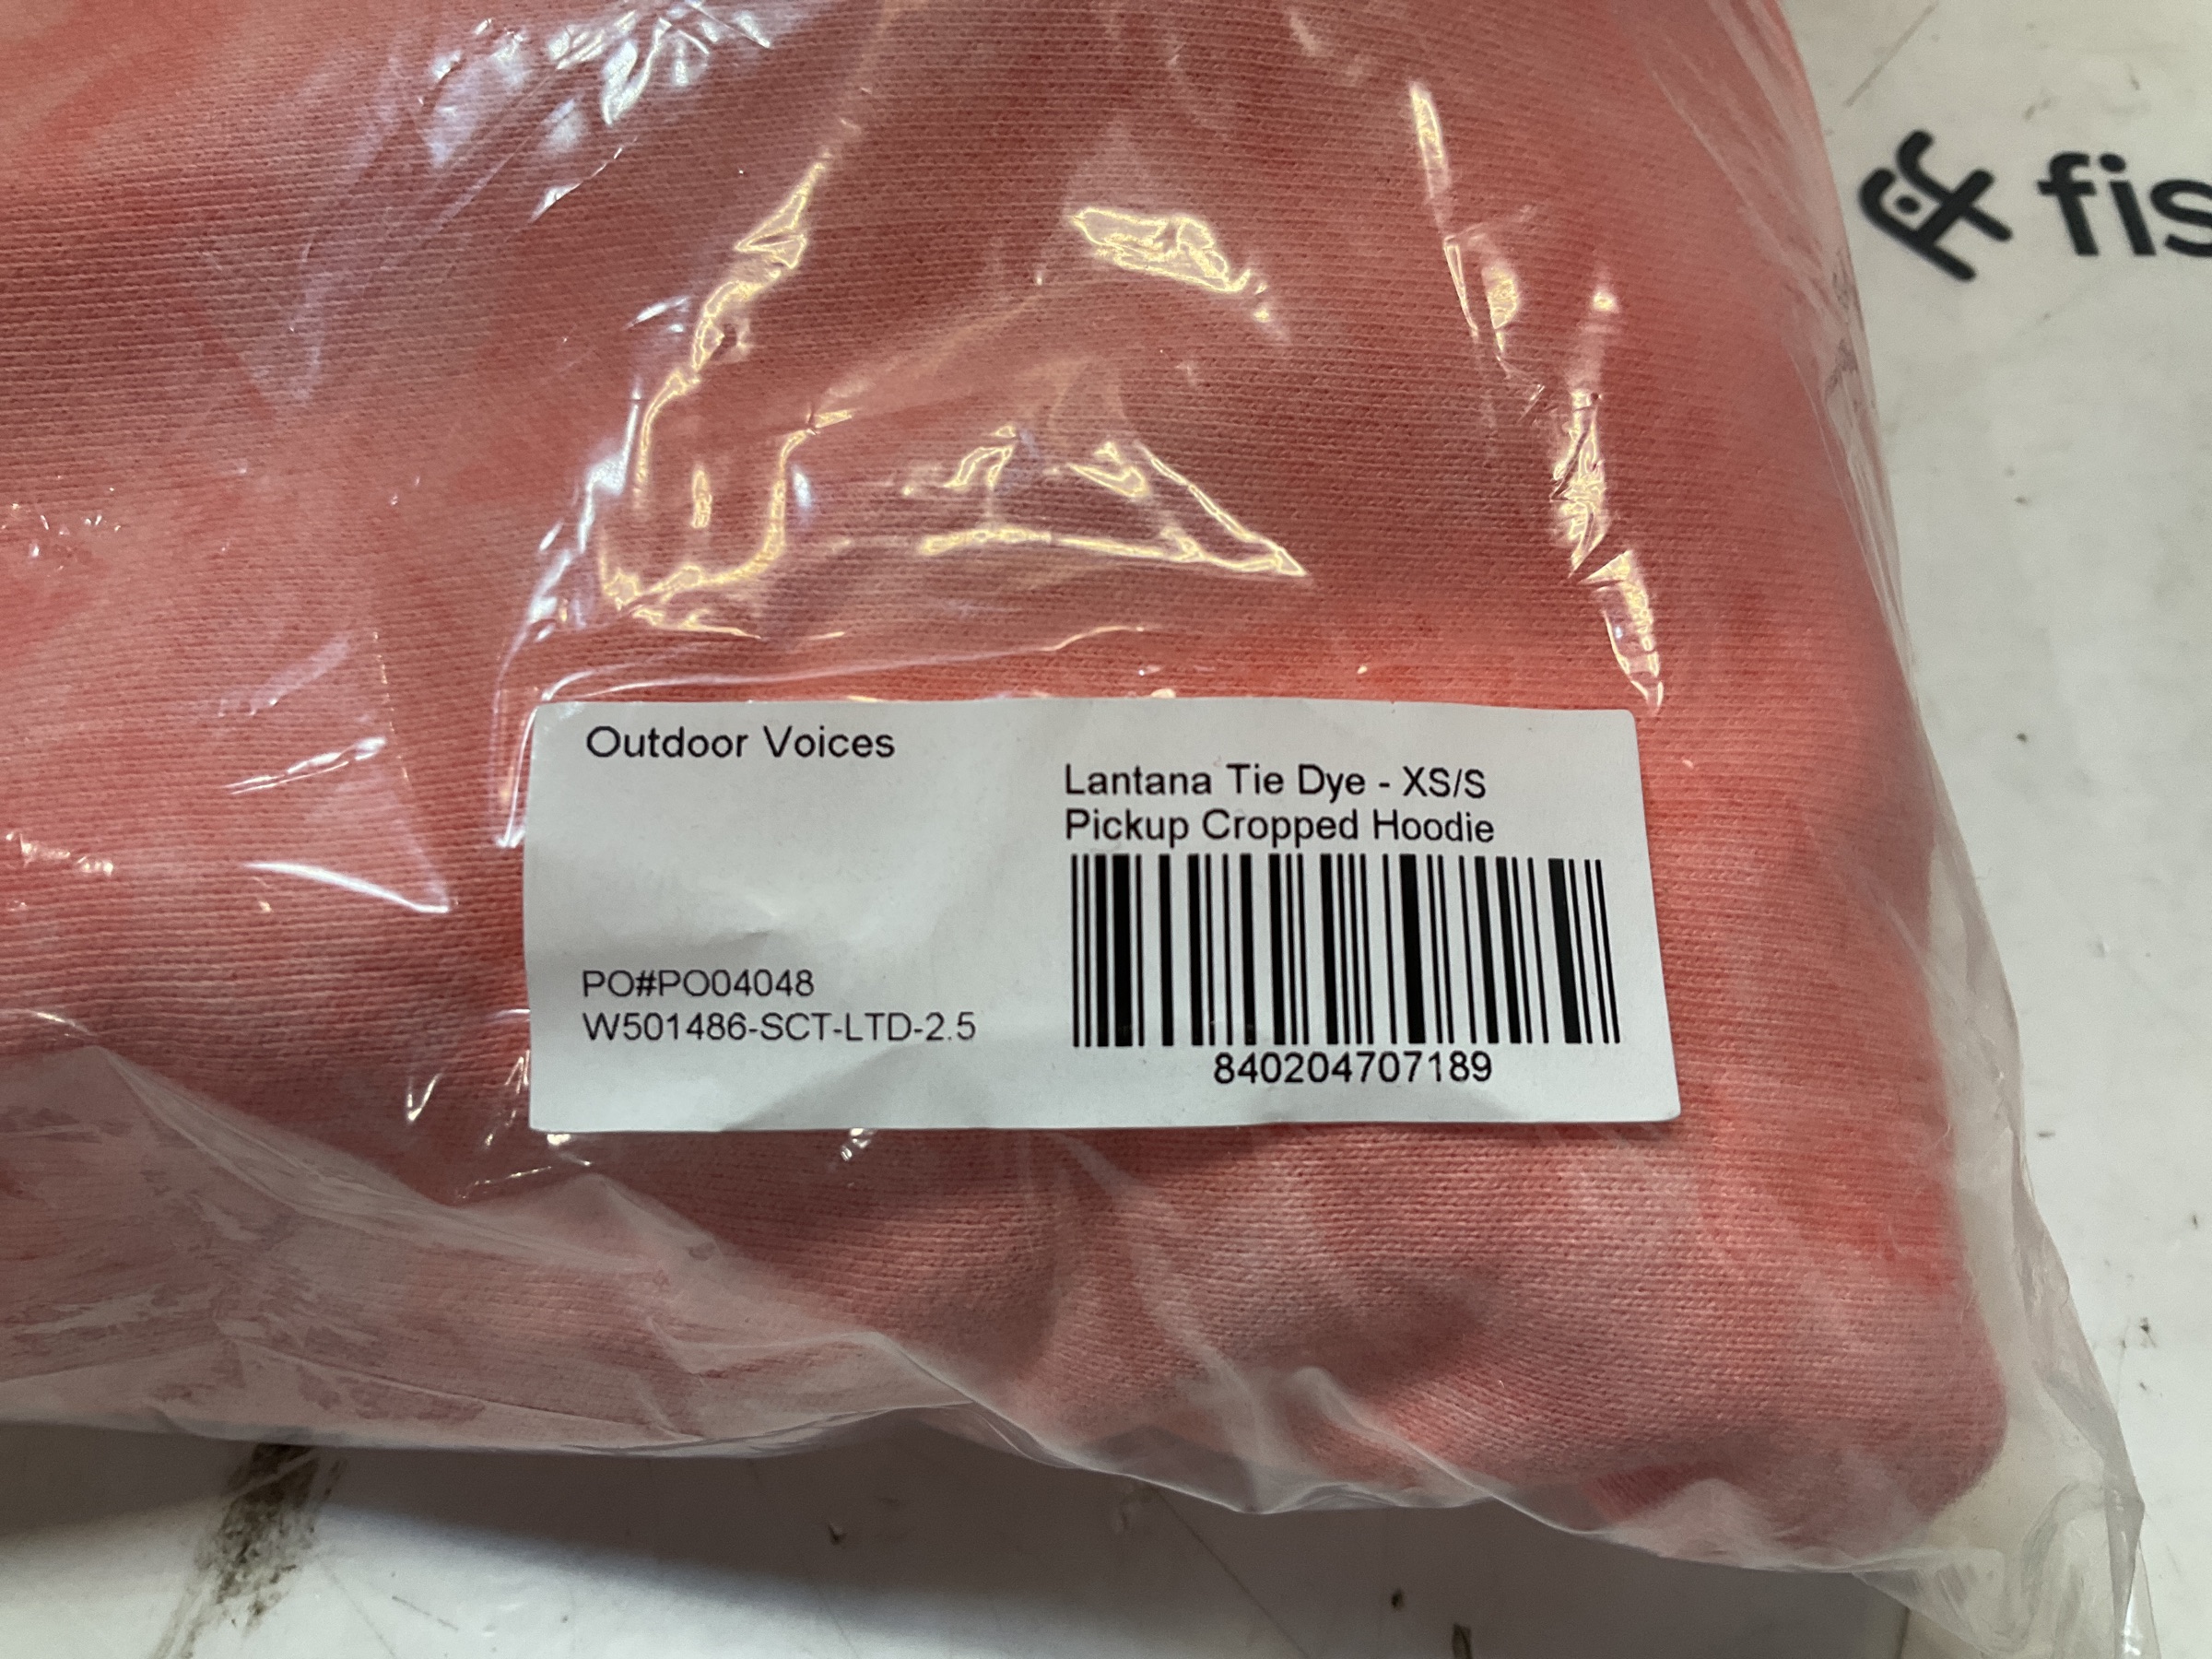 fis
Outdoor Voices
Lantana Tie Dye - XS/S
Pickup Cropped Hoodie
PO#PO04048
W501486-SCT-LTD-2.5
840204707189